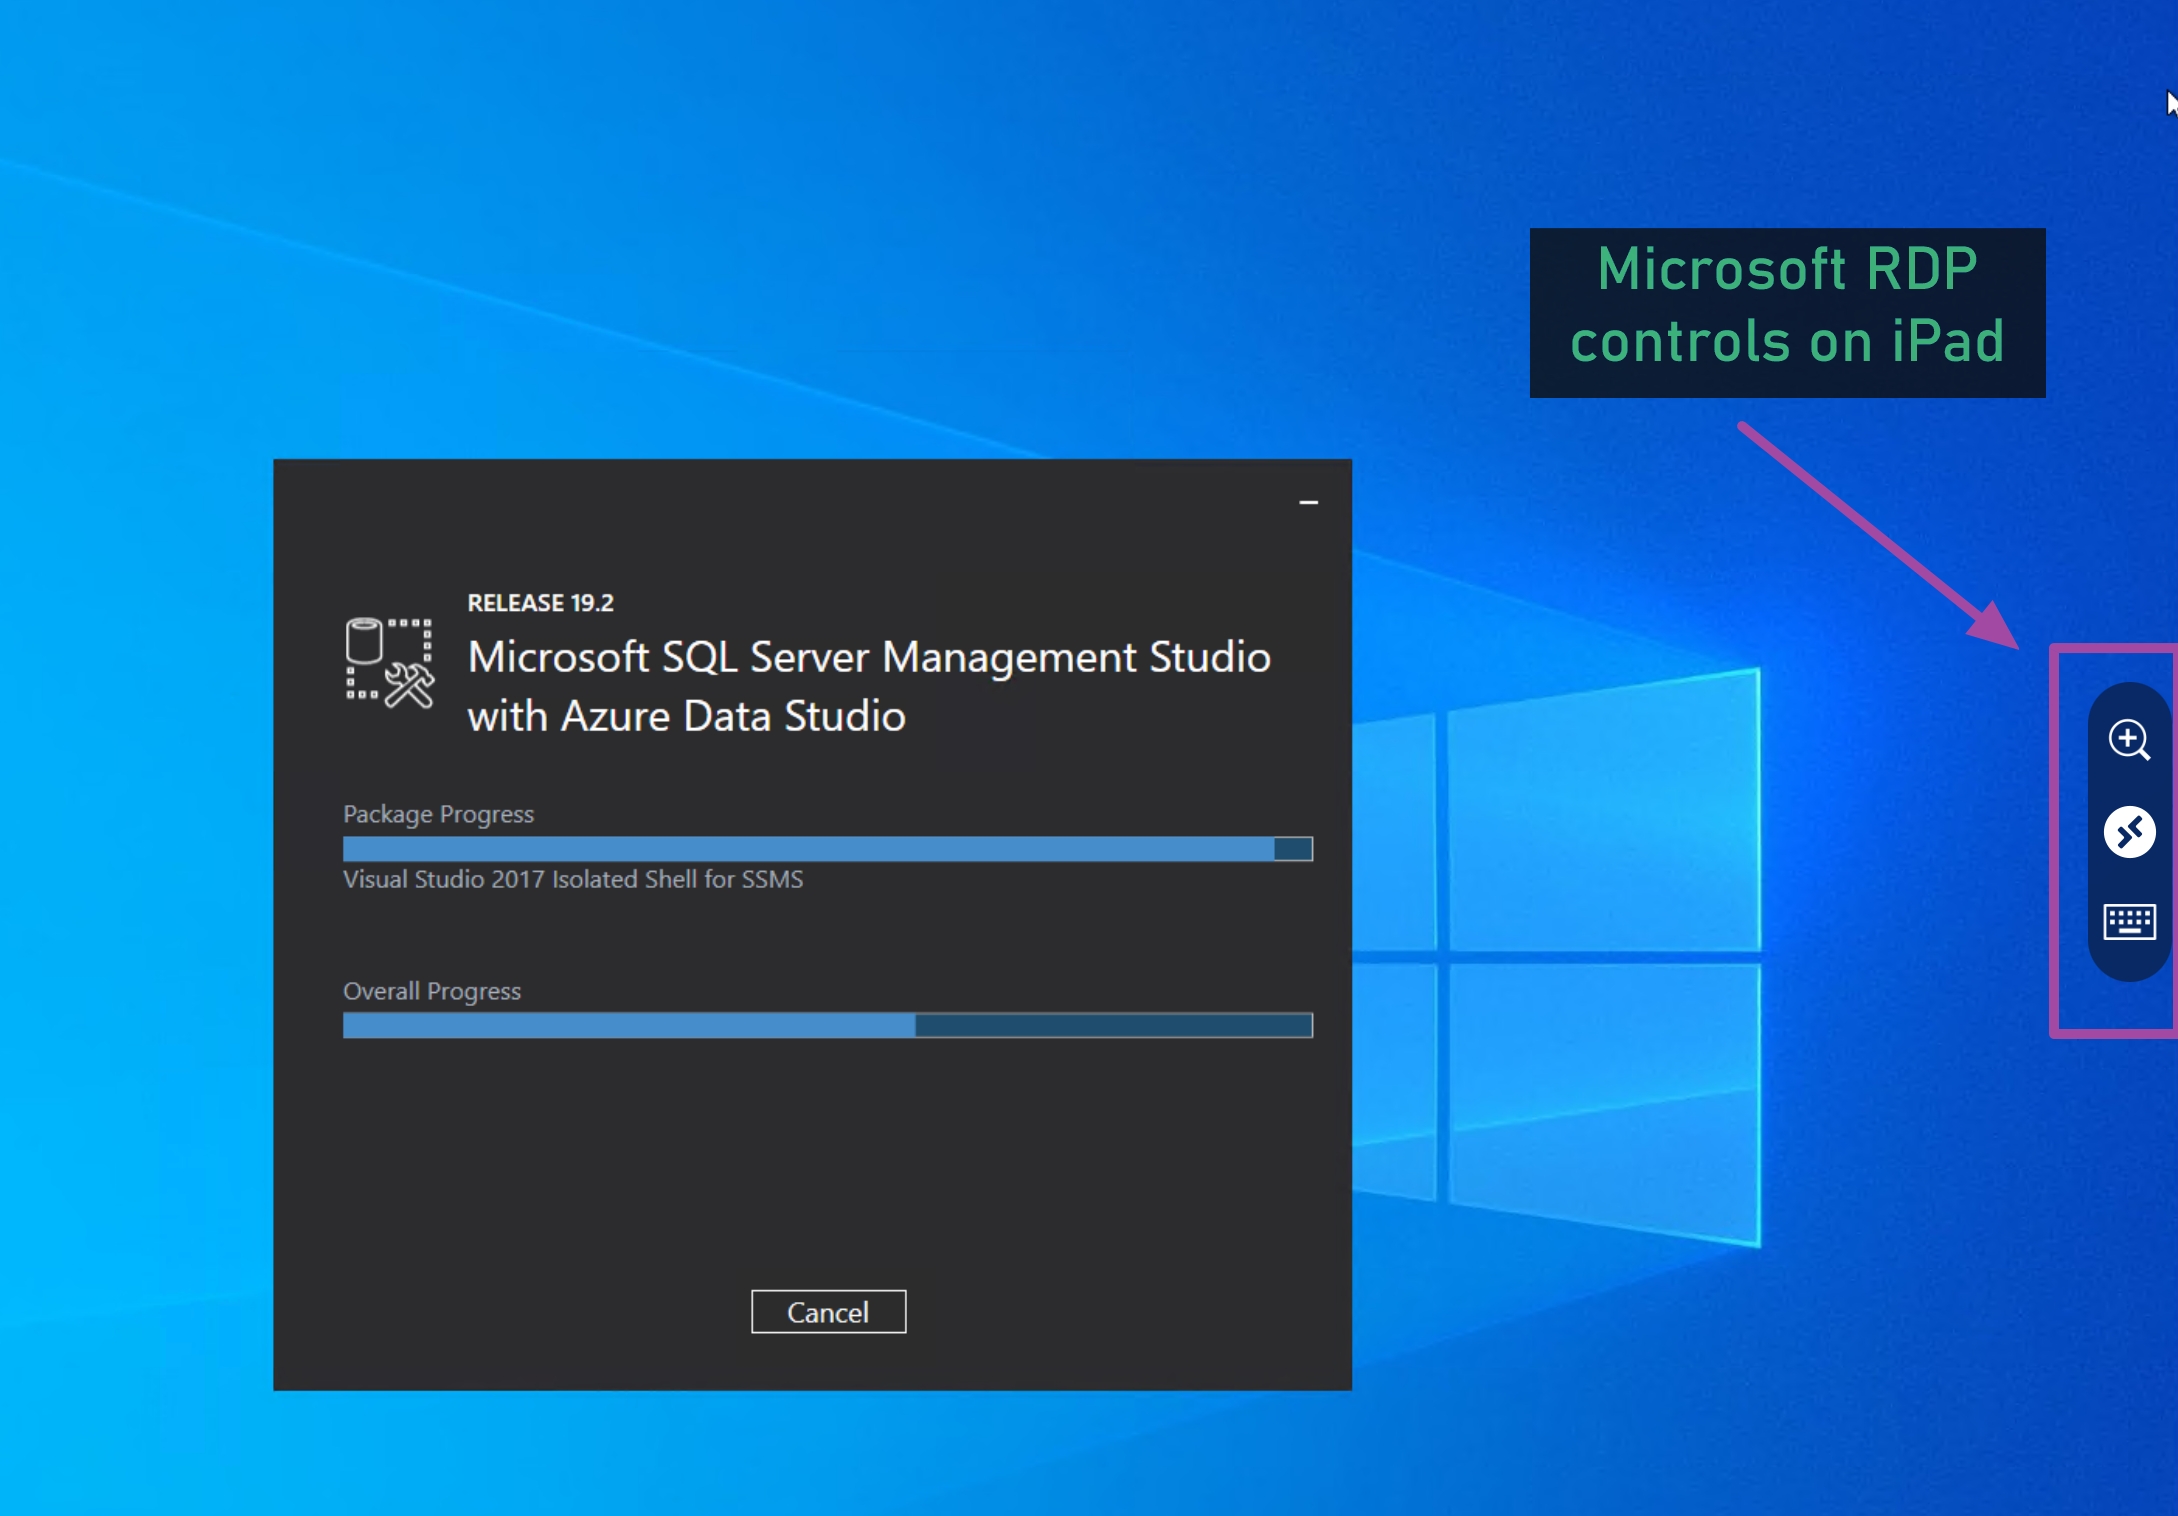 Microsoft RDP
controls on iPad
RELEASE 19.2
Microsoft SQL Server Management Studio
with Azure Data Studio
Package Progress
Visual Studio 2017 Isolated Shell for SSMS
Overall Progress
Cancel